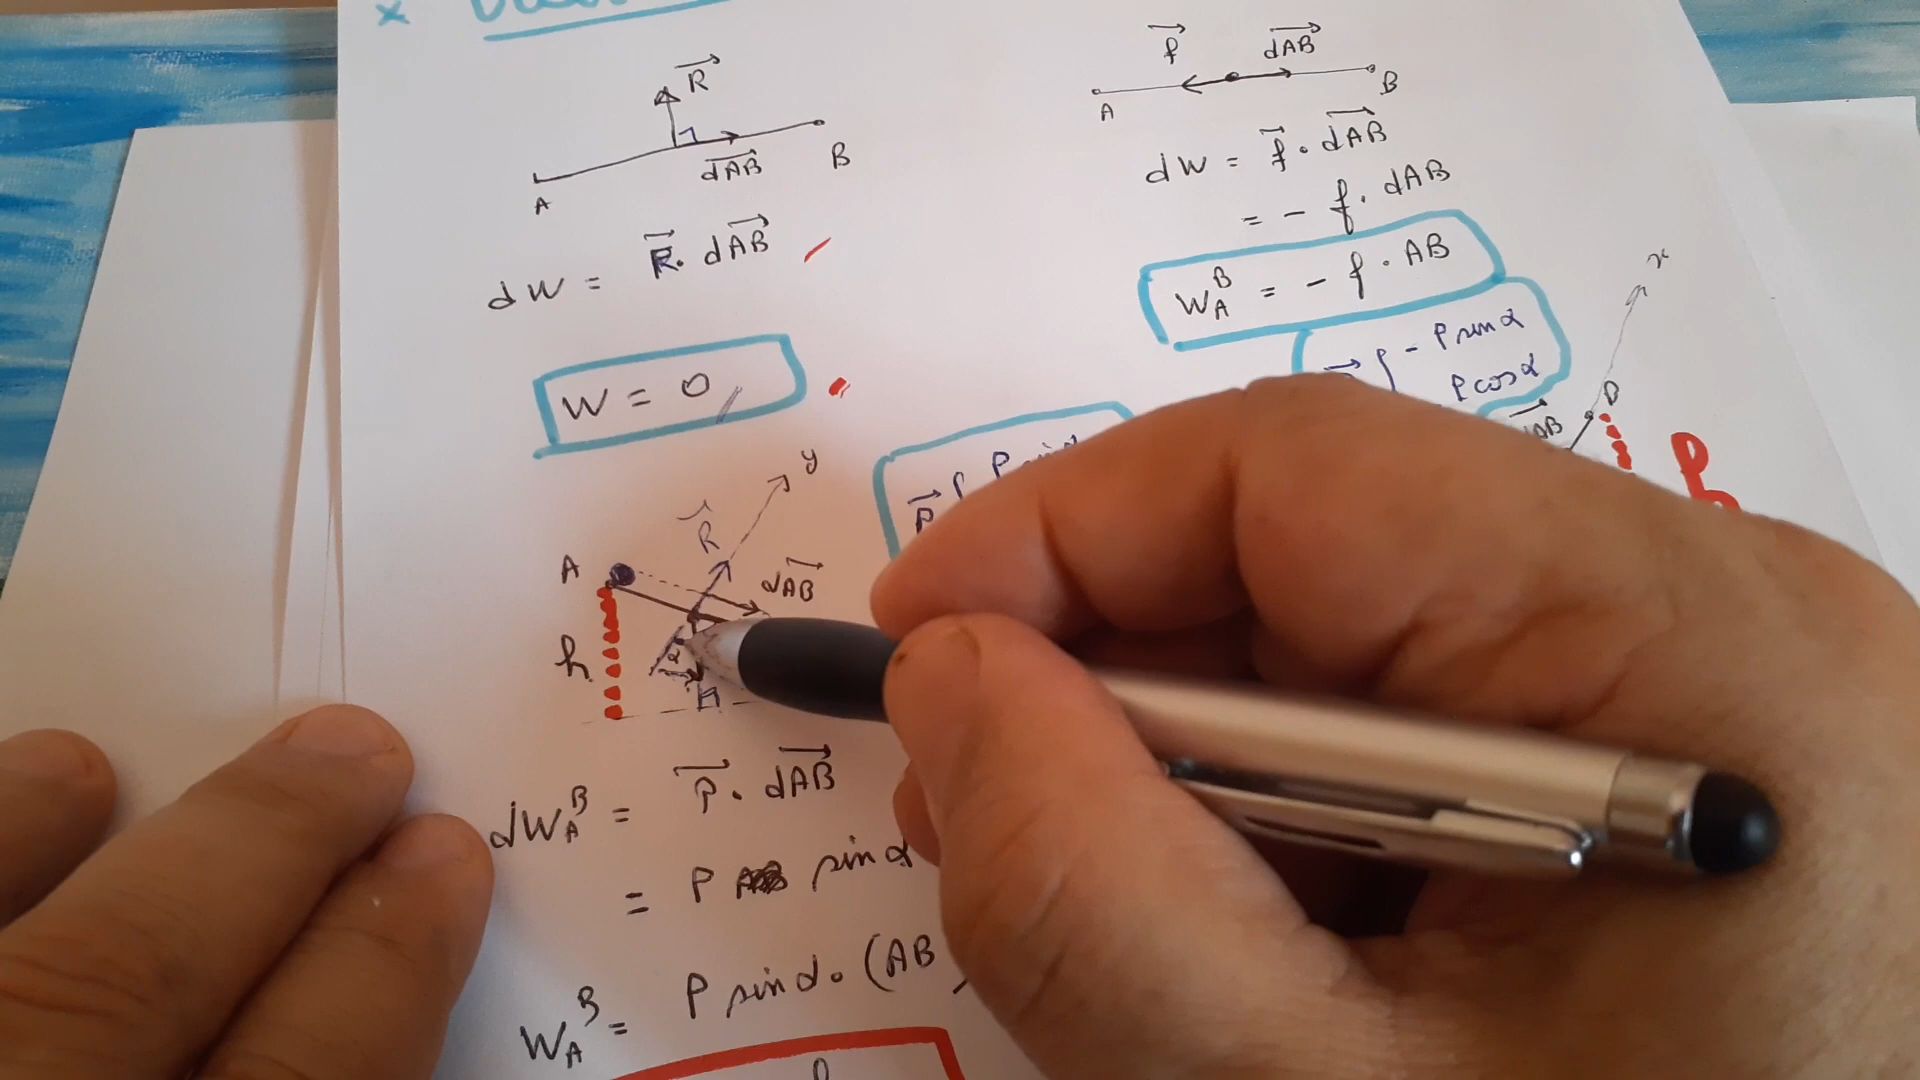 x
R
dAB
A
B
dW = R. dAB
W = 0
f
dAB
A
B
dW = f . dAB
= - f . dAB
W_A^B = - f . AB
x
- P sin α
P cos α
B
y
R
A
dAB
h
α
P
dW_A^B = P . dAB
= P sin α
W_A^B = P sin α . (AB